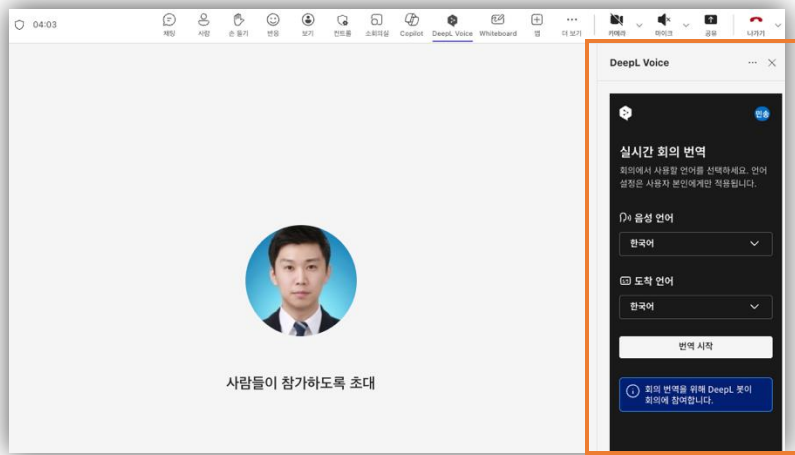 04:03
채팅
사람
손 들기
반응
보기
컨트롤
소회의실
Copilot
DeepL Voice
Whiteboard
앱
더 보기
카메라
마이크
공유
나가기
DeepL Voice
민송
실시간 회의 번역
회의에서 사용할 언어를 선택하세요. 언어
설정은 사용자 본인에게만 적용됩니다.
음성 언어
한국어
도착 언어
한국어
번역 시작
회의 번역을 위해 DeepL 봇이
회의에 참여합니다.
사람들이 참가하도록 초대